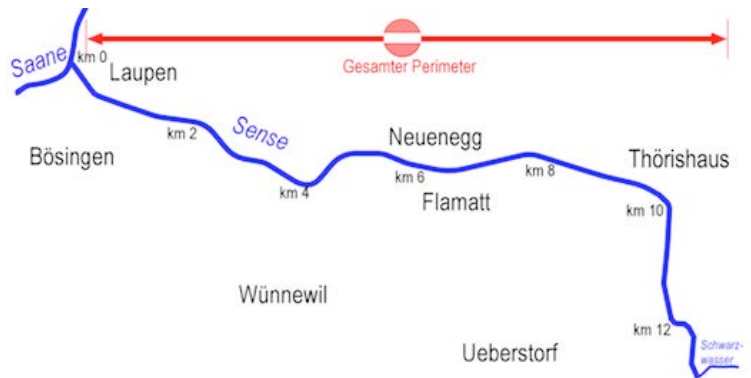 Saane
km 0
Laupen
Gesamter Perimeter
Bösingen
km 2
Sense
km 4
Neuenegg
km 6
Flamatt
km 8
Thörishaus
km 10
Wünnewil
km 12
Ueberstorf
Schwarz-
wasser